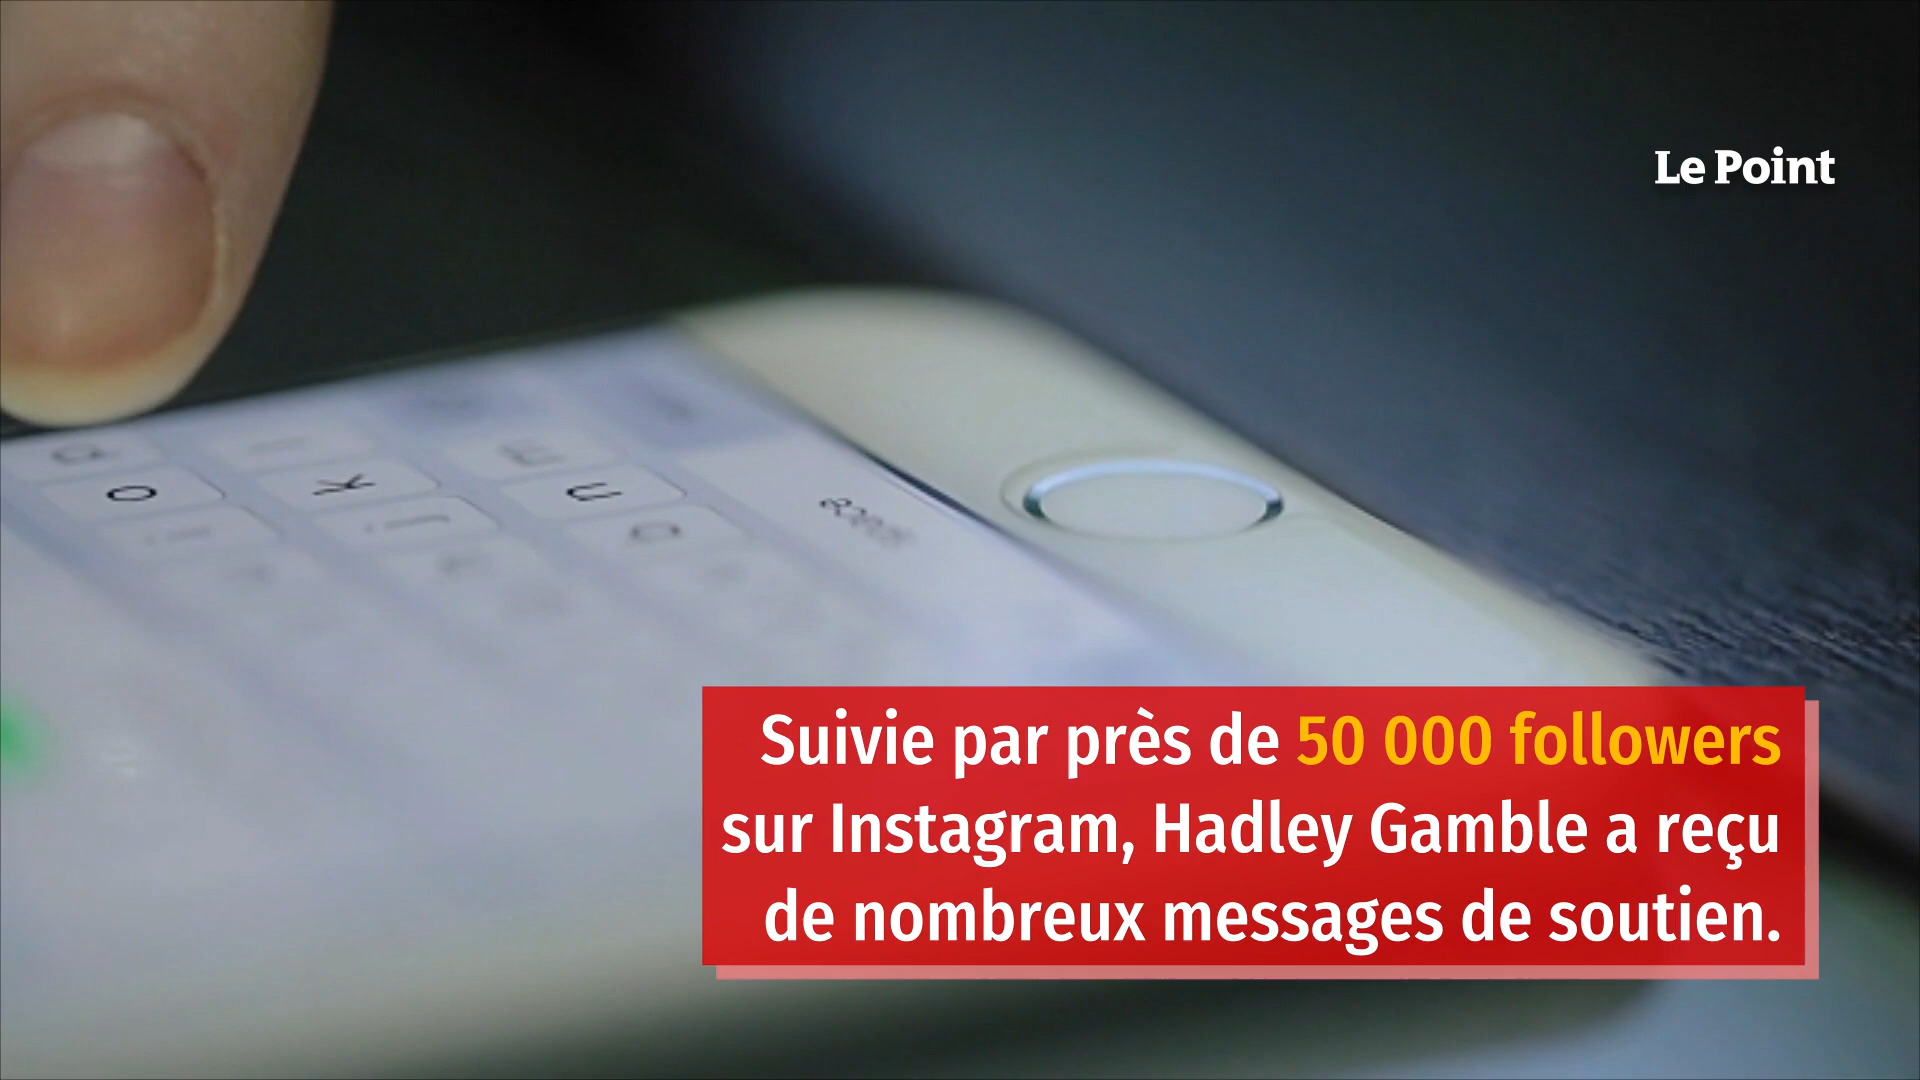 Le Point
o
k
n
space
Suivie par près de 50 000 followers
sur Instagram, Hadley Gamble a reçu
de nombreux messages de soutien.